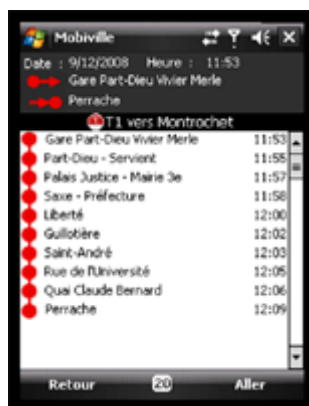 Mobiville
Date : 9/12/2008 Heure : 11:53
Gare Part-Dieu Vivier Merle
Perrache
T1 vers Montrochet
Gare Part-Dieu Vivier Merle 11:53
Part-Dieu - Servient 11:55
Palais Justice - Mairie 3e 11:57
Saxe - Préfecture 11:58
Liberté 12:00
Guillotière 12:02
Saint-André 12:03
Rue de l'Université 12:05
Quai Claude Bernard 12:06
Perrache 12:09
Retour 20 Aller